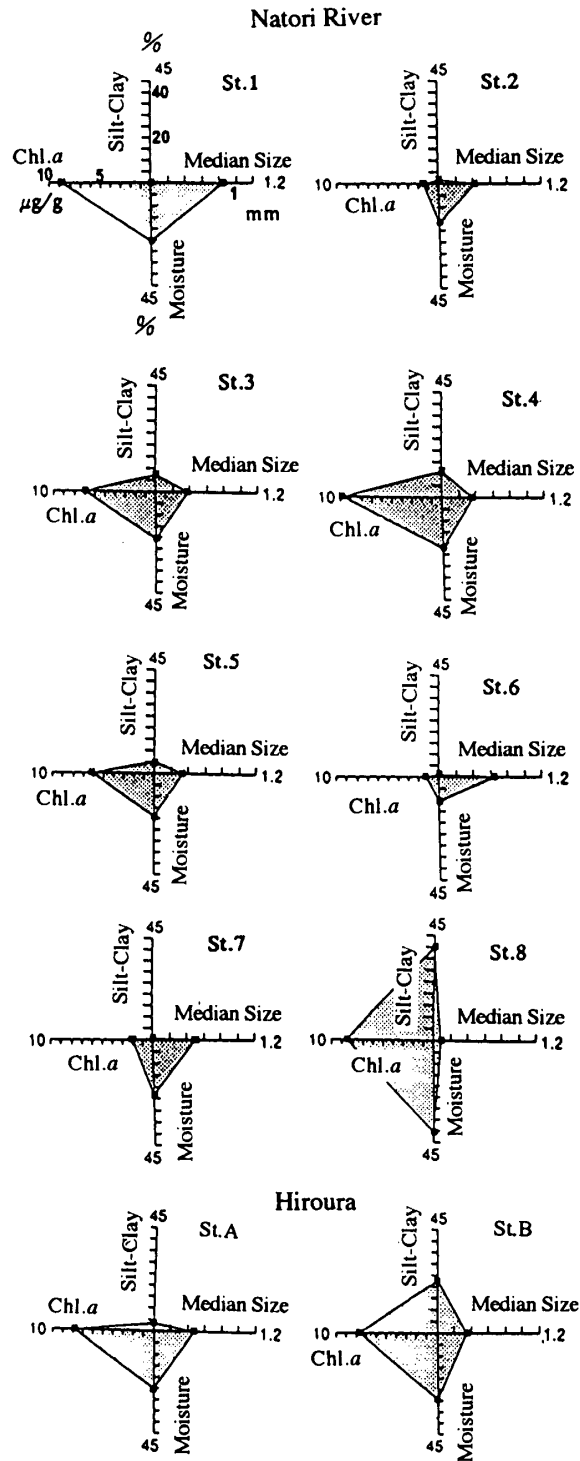 Natori River
%
45
40
20
Silt-Clay
St.1
Chl.a
10
5
µg/g
Median Size
1
1.2
mm
Moisture
45
%
45
Silt-Clay
St.2
Median Size
10
1.2
Chl.a
Moisture
45
45
Silt-Clay
St.3
Median Size
10
1.2
Chl.a
Moisture
45
45
Silt-Clay
St.4
Median Size
10
1.2
Chl.a
Moisture
45
45
Silt-Clay
St.5
Median Size
10
1.2
Chl.a
Moisture
45
45
Silt-Clay
St.6
Median Size
10
1.2
Chl.a
Moisture
45
45
Silt-Clay
St.7
Median Size
10
1.2
Chl.a
Moisture
45
45
Silt-Clay
St.8
Median Size
10
1.2
Chl.a
Moisture
45
Hiroura
45
Silt-Clay
St.A
Chl.a
Median Size
10
1.2
Moisture
45
45
Silt-Clay
St.B
Median Size
10
1.2
Chl.a
Moisture
45